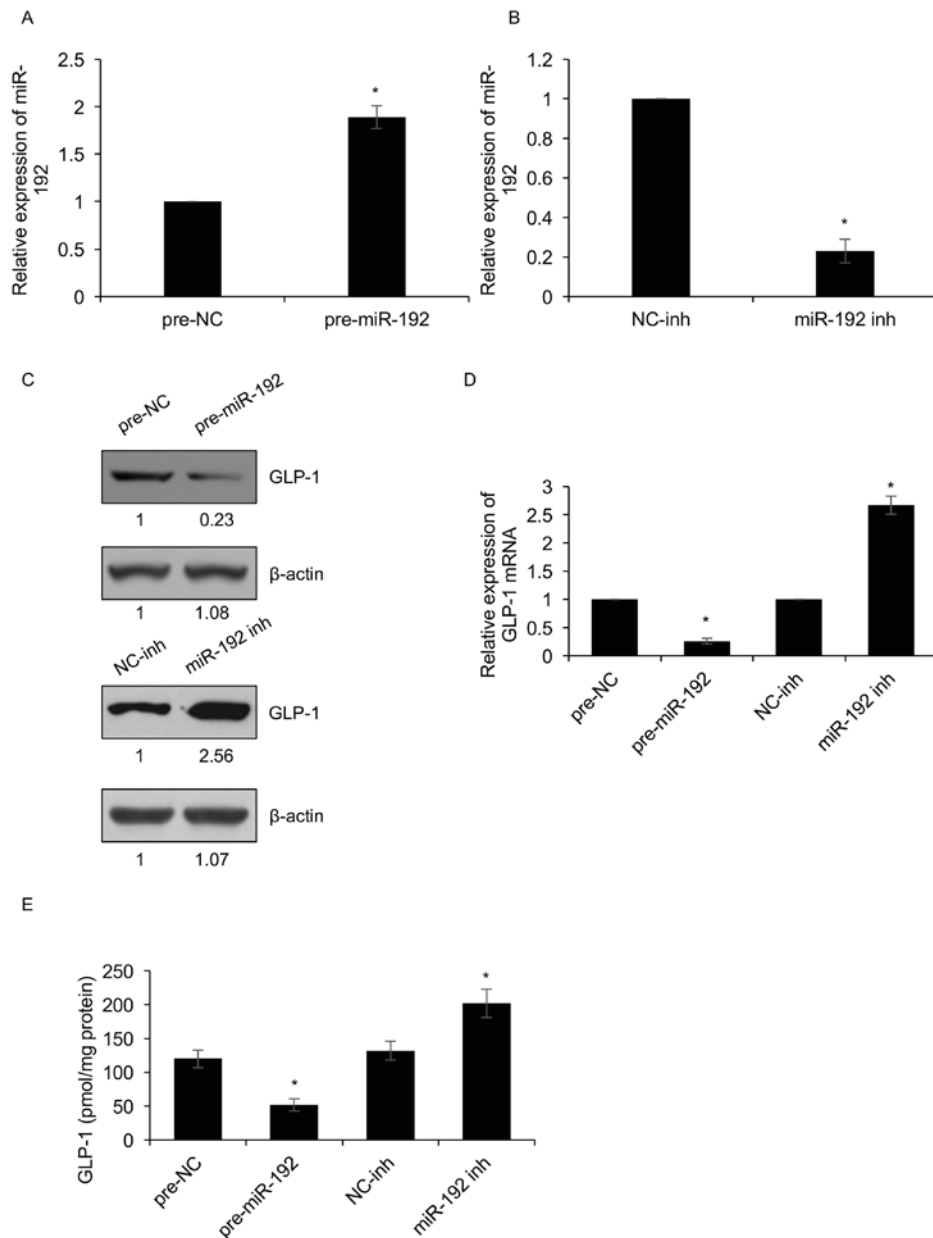 A
Relative expression of miR-
192
2.5
2
1.5
1
0.5
0
*
pre-NC pre-miR-192
B
Relative expression of miR-
192
1.2
1
0.8
0.6
0.4
0.2
0
*
NC-inh miR-192 inh
C
pre-NC pre-miR-192
GLP-1
1 0.23
β-actin
1 1.08
NC-inh miR-192 inh
GLP-1
1 2.56
β-actin
1 1.07
D
Relative expression of
GLP-1 mRNA
3
2.5
2
1.5
1
0.5
0
*
*
pre-NC pre-miR-192 NC-inh miR-192 inh
E
GLP-1 (pmol/mg protein)
250
200
150
100
50
0
*
*
pre-NC pre-miR-192 NC-inh miR-192 inh